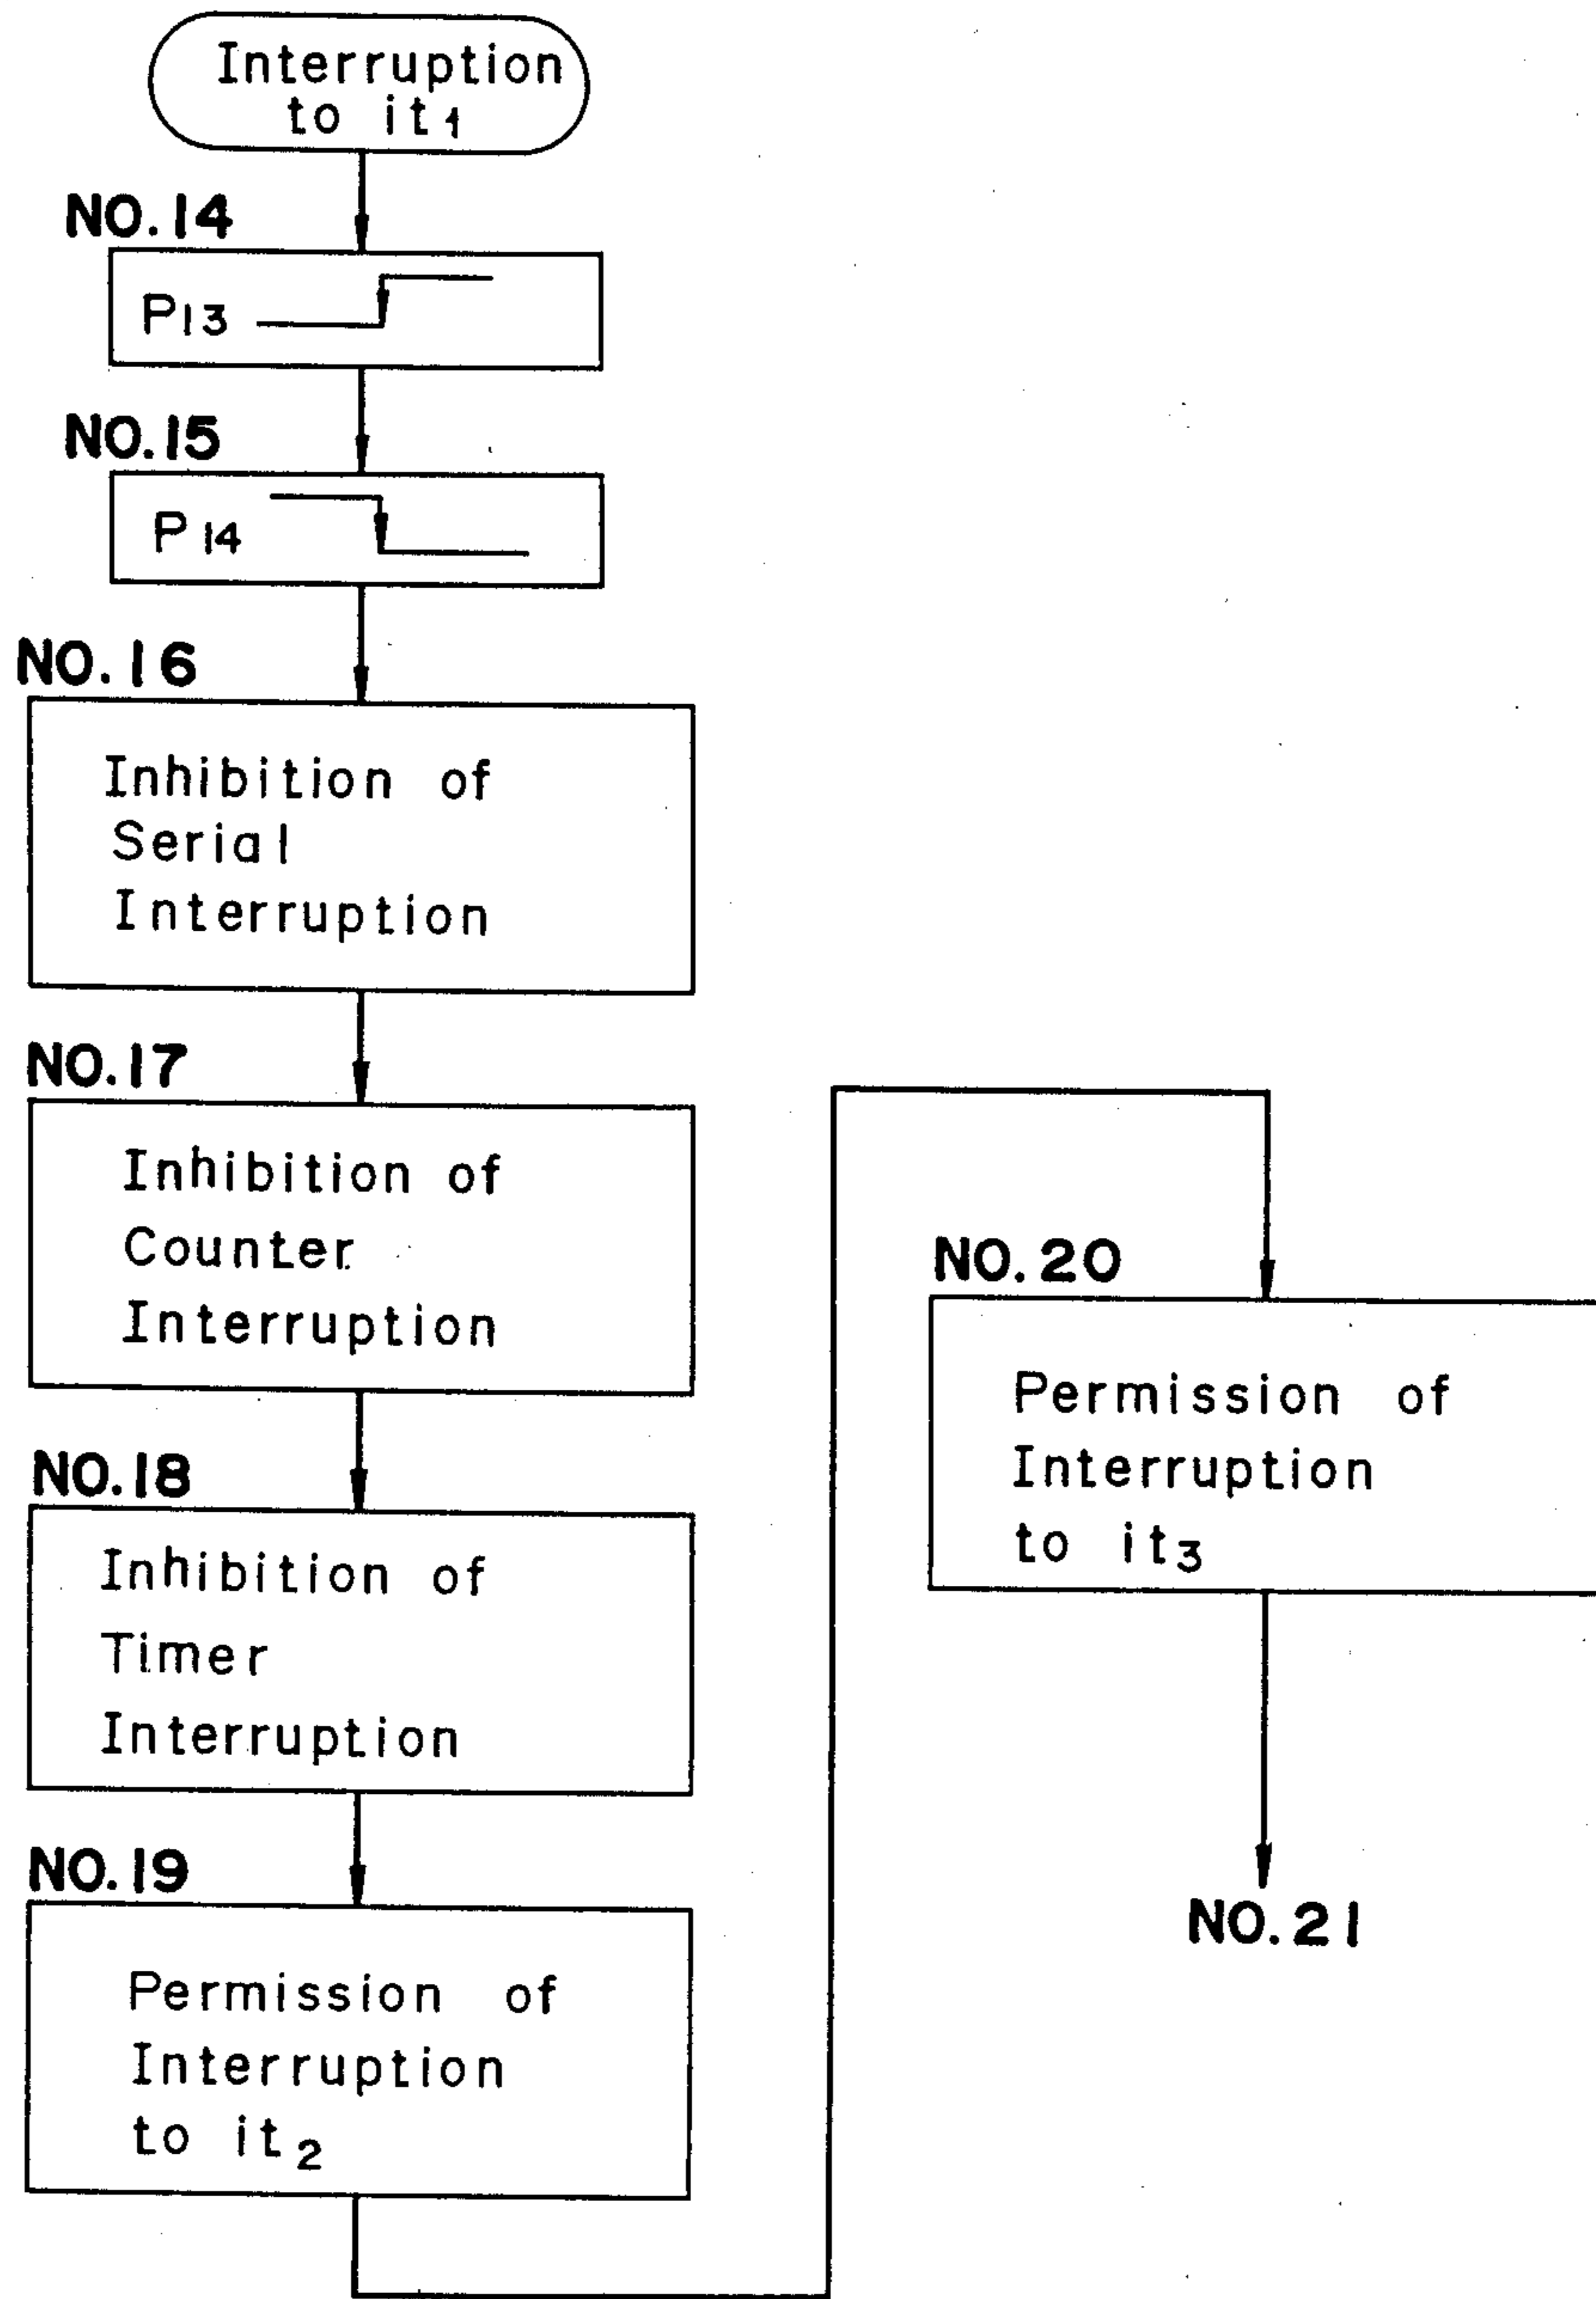 Interruption
to it₁
NO.14
P₁₃
NO.15
P₁₄
NO.16
Inhibition of
Serial
Interruption
NO.17
Inhibition of
Counter
Interruption
NO.18
Inhibition of
Timer
Interruption
NO.19
Permission of
Interruption
to it₂
NO.20
Permission of
Interruption
to it₃
NO.21